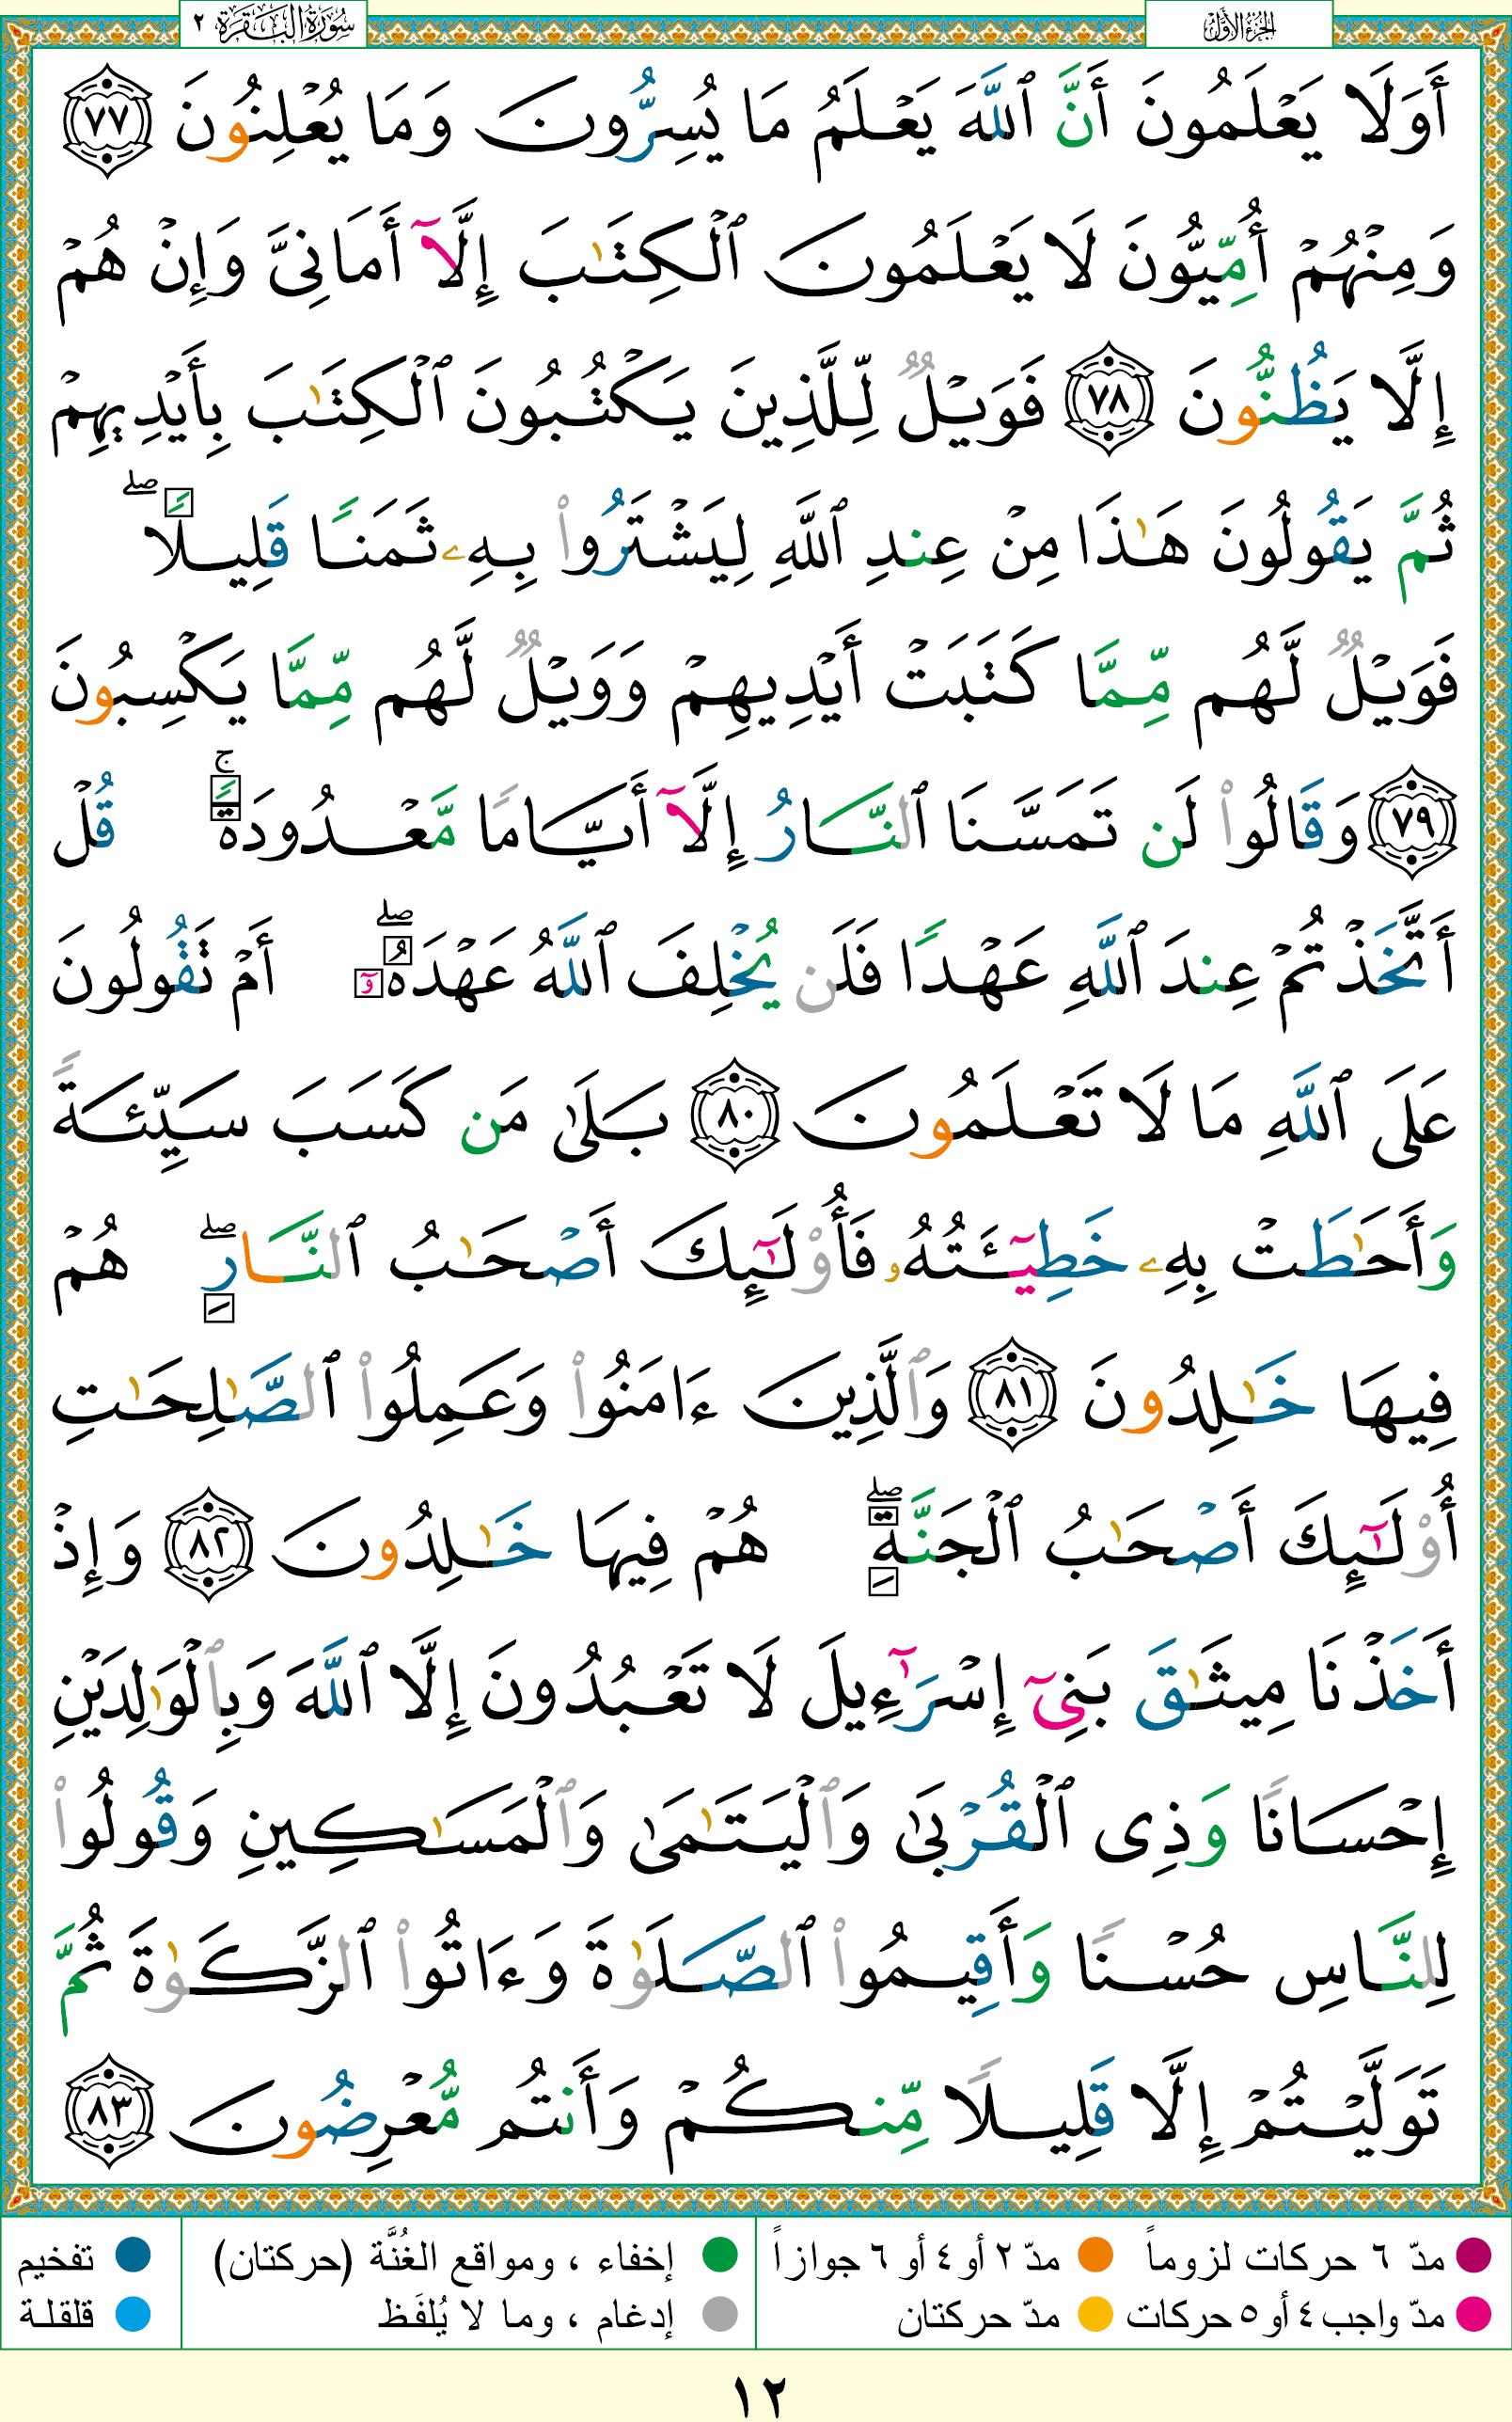 الجزء الأول
سورة البقرة ٢
أَوَلَا يَعْلَمُونَ أَنَّ ٱللَّهَ يَعْلَمُ مَا يُسِرُّونَ وَمَا يُعْلِنُونَ ٧٧
وَمِنْهُمْ أُمِّيُّونَ لَا يَعْلَمُونَ ٱلْكِتَٰبَ إِلَّآ أَمَانِىَّ وَإِنْ هُمْ
إِلَّا يَظُنُّونَ ٧٨ فَوَيْلٌ لِّلَّذِينَ يَكْتُبُونَ ٱلْكِتَٰبَ بِأَيْدِيهِمْ
ثُمَّ يَقُولُونَ هَٰذَا مِنْ عِندِ ٱللَّهِ لِيَشْتَرُوا۟ بِهِۦ ثَمَنًا قَلِيلًا ۖ
فَوَيْلٌ لَّهُم مِّمَّا كَتَبَتْ أَيْدِيهِمْ وَوَيْلٌ لَّهُم مِّمَّا يَكْسِبُونَ
٧٩ وَقَالُوا۟ لَن تَمَسَّنَا ٱلنَّارُ إِلَّآ أَيَّامًا مَّعْدُودَةً ۚ قُلْ
أَتَّخَذْتُمْ عِندَ ٱللَّهِ عَهْدًا فَلَن يُخْلِفَ ٱللَّهُ عَهْدَهُۥٓ ۖ أَمْ تَقُولُونَ
عَلَى ٱللَّهِ مَا لَا تَعْلَمُونَ ٨٠ بَلَىٰ مَن كَسَبَ سَيِّئَةً
وَأَحَٰطَتْ بِهِۦ خَطِيٓـَٔتُهُۥ فَأُو۟لَٰٓئِكَ أَصْحَٰبُ ٱلنَّارِ ۖ هُمْ
فِيهَا خَٰلِدُونَ ٨١ وَٱلَّذِينَ ءَامَنُوا۟ وَعَمِلُوا۟ ٱلصَّٰلِحَٰتِ
أُو۟لَٰٓئِكَ أَصْحَٰبُ ٱلْجَنَّةِ ۖ هُمْ فِيهَا خَٰلِدُونَ ٨٢ وَإِذْ
أَخَذْنَا مِيثَٰقَ بَنِىٓ إِسْرَٰٓءِيلَ لَا تَعْبُدُونَ إِلَّا ٱللَّهَ وَبِٱلْوَٰلِدَيْنِ
إِحْسَانًا وَذِى ٱلْقُرْبَىٰ وَٱلْيَتَٰمَىٰ وَٱلْمَسَٰكِينِ وَقُولُوا۟
لِلنَّاسِ حُسْنًا وَأَقِيمُوا۟ ٱلصَّلَوٰةَ وَءَاتُوا۟ ٱلزَّكَوٰةَ ثُمَّ
تَوَلَّيْتُمْ إِلَّا قَلِيلًا مِّنكُمْ وَأَنتُم مُّعْرِضُونَ ٨٣
مدّ ٦ حركات لزوماً مدّ ٢ أو ٤ أو ٦ جوازاً إخفاء ، ومواقع الغُنَّة (حركتان) تفخيم
مدّ واجب ٤ أو ٥ حركات مدّ حركتان إدغام ، وما لا يُلفَظ قلقلة
١٢